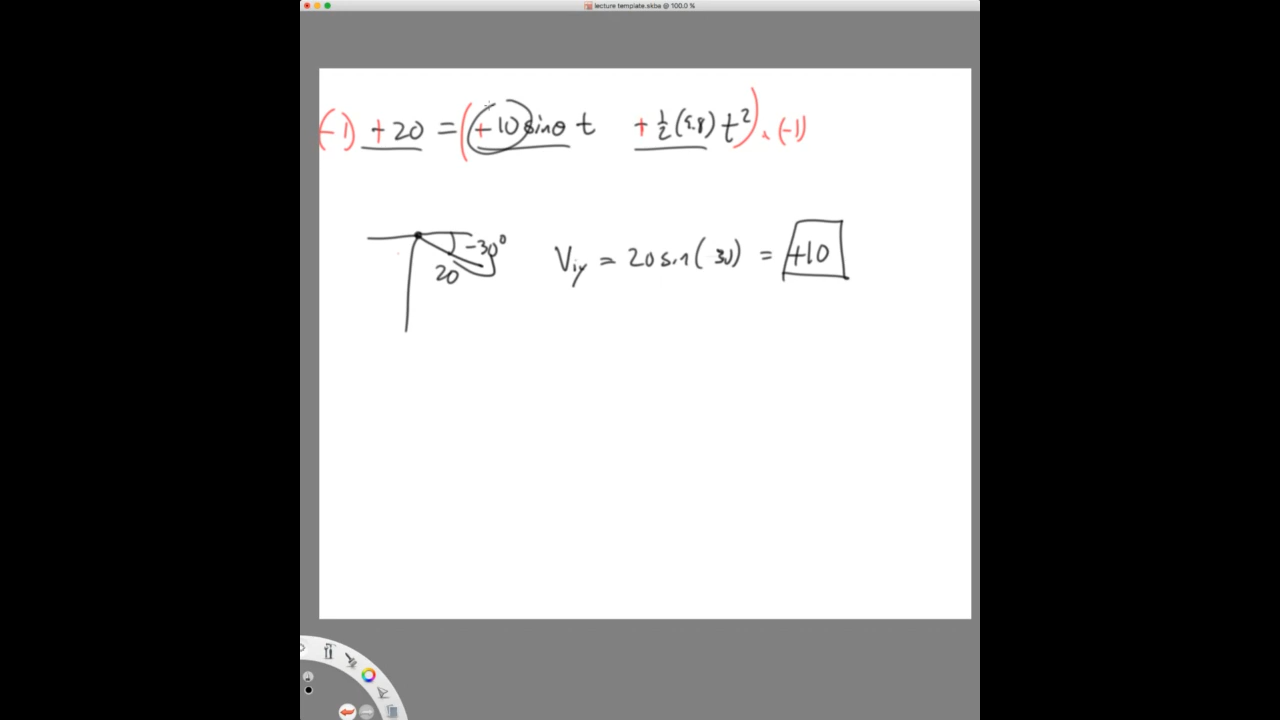 lecture template.skba @ 100.0 %
(-1) +20 = (+10 sinθ t + 1/2 (9.8) t²) · (-1)
-30°
20
Viy = 20 sin(30) = +10